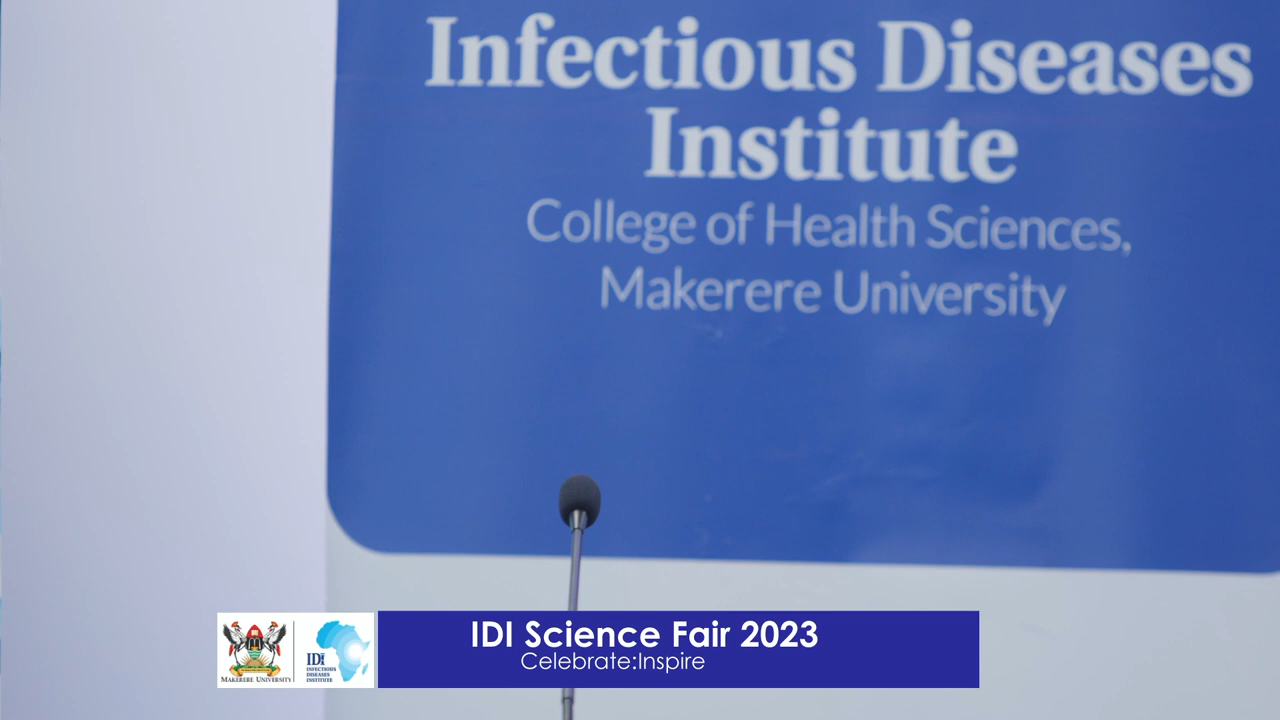 Infectious Diseases
Institute
College of Health Sciences,
Makerere University
IDI Science Fair 2023
Celebrate:Inspire
MAKERERE UNIVERSITY
IDI
INFECTIOUS
DISEASES
INSTITUTE